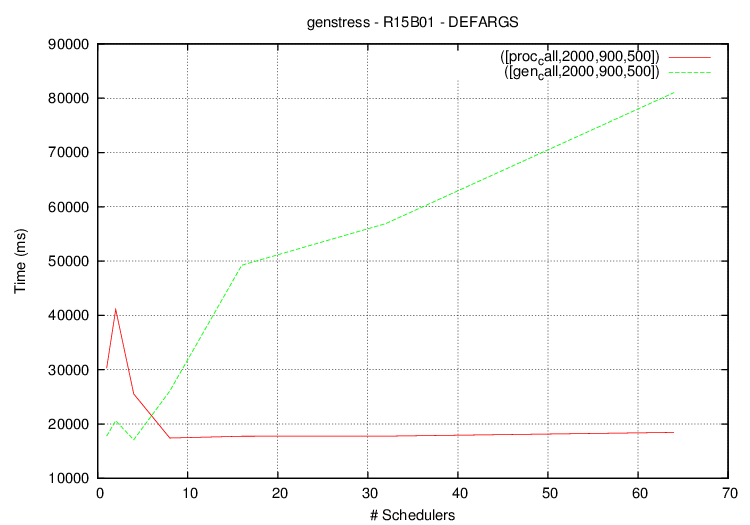 genstress - R15B01 - DEFARGS
90000
80000
70000
60000
50000
40000
30000
20000
10000
Time (ms)
([proc_call,2000,900,500])
([gen_call,2000,900,500])
0 10 20 30 40 50 60 70
# Schedulers